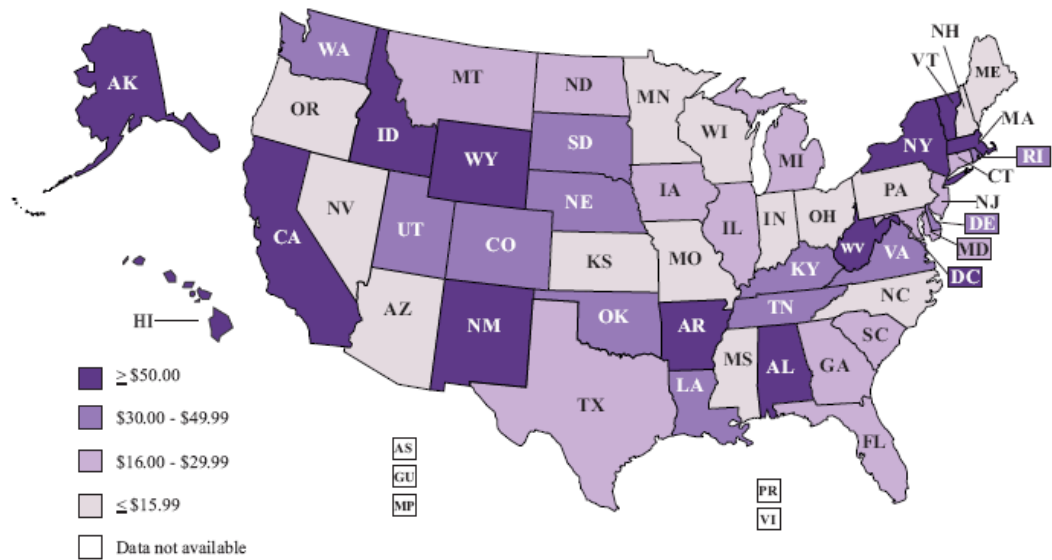 NH
VT
WA
MT
ND
MN
ME
AK
OR
ID
SD
WI
MI
NY
MA
RI
WY
CT
NJ
IA
PA
NE
NV
UT
CO
IL
IN
OH
DE
MD
CA
KS
MO
KY
WV
VA
DC
HI
AZ
NM
OK
AR
TN
NC
MS
AL
GA
SC
LA
TX
FL
≥ $50.00
$30.00 - $49.99
$16.00 - $29.99
≤ $15.99
Data not available
AS
GU
MP
PR
VI